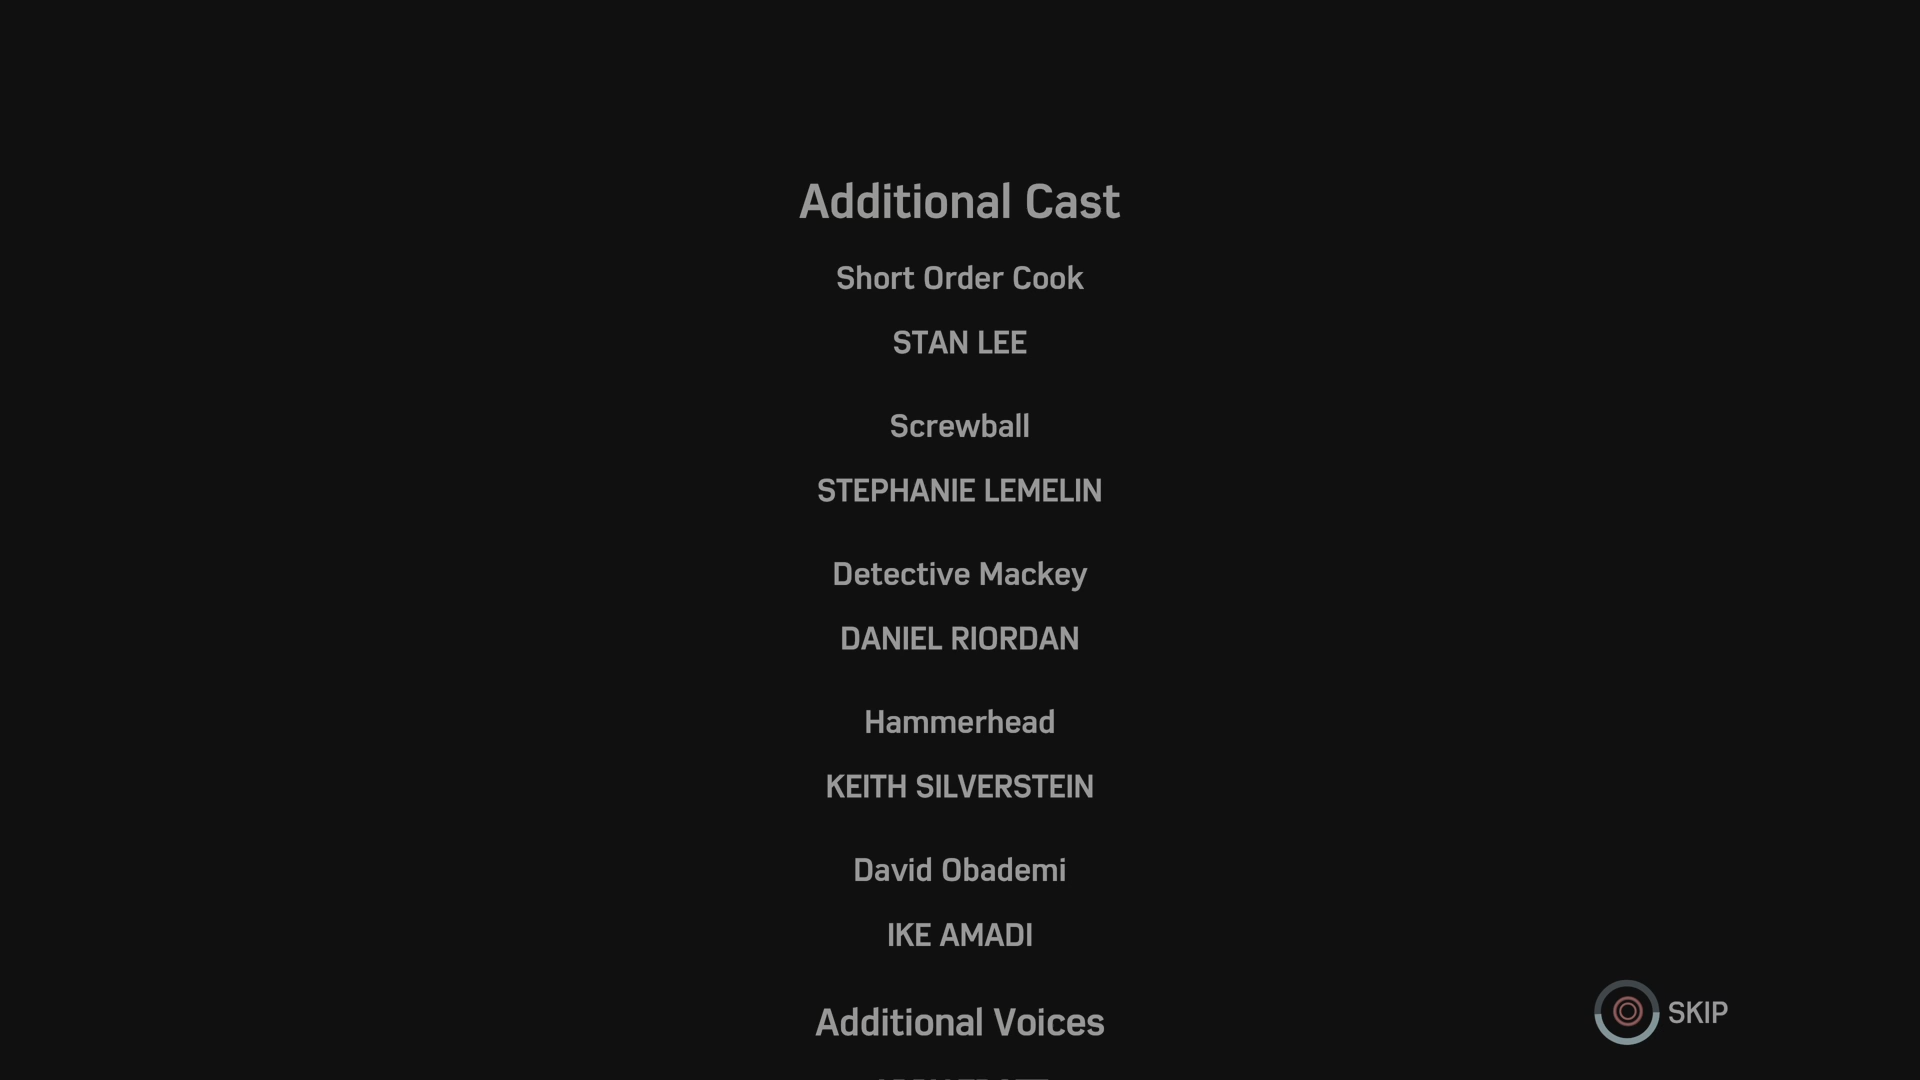 Additional Cast
Short Order Cook
STAN LEE
Screwball
STEPHANIE LEMELIN
Detective Mackey
DANIEL RIORDAN
Hammerhead
KEITH SILVERSTEIN
David Obademi
IKE AMADI
Additional Voices
SKIP